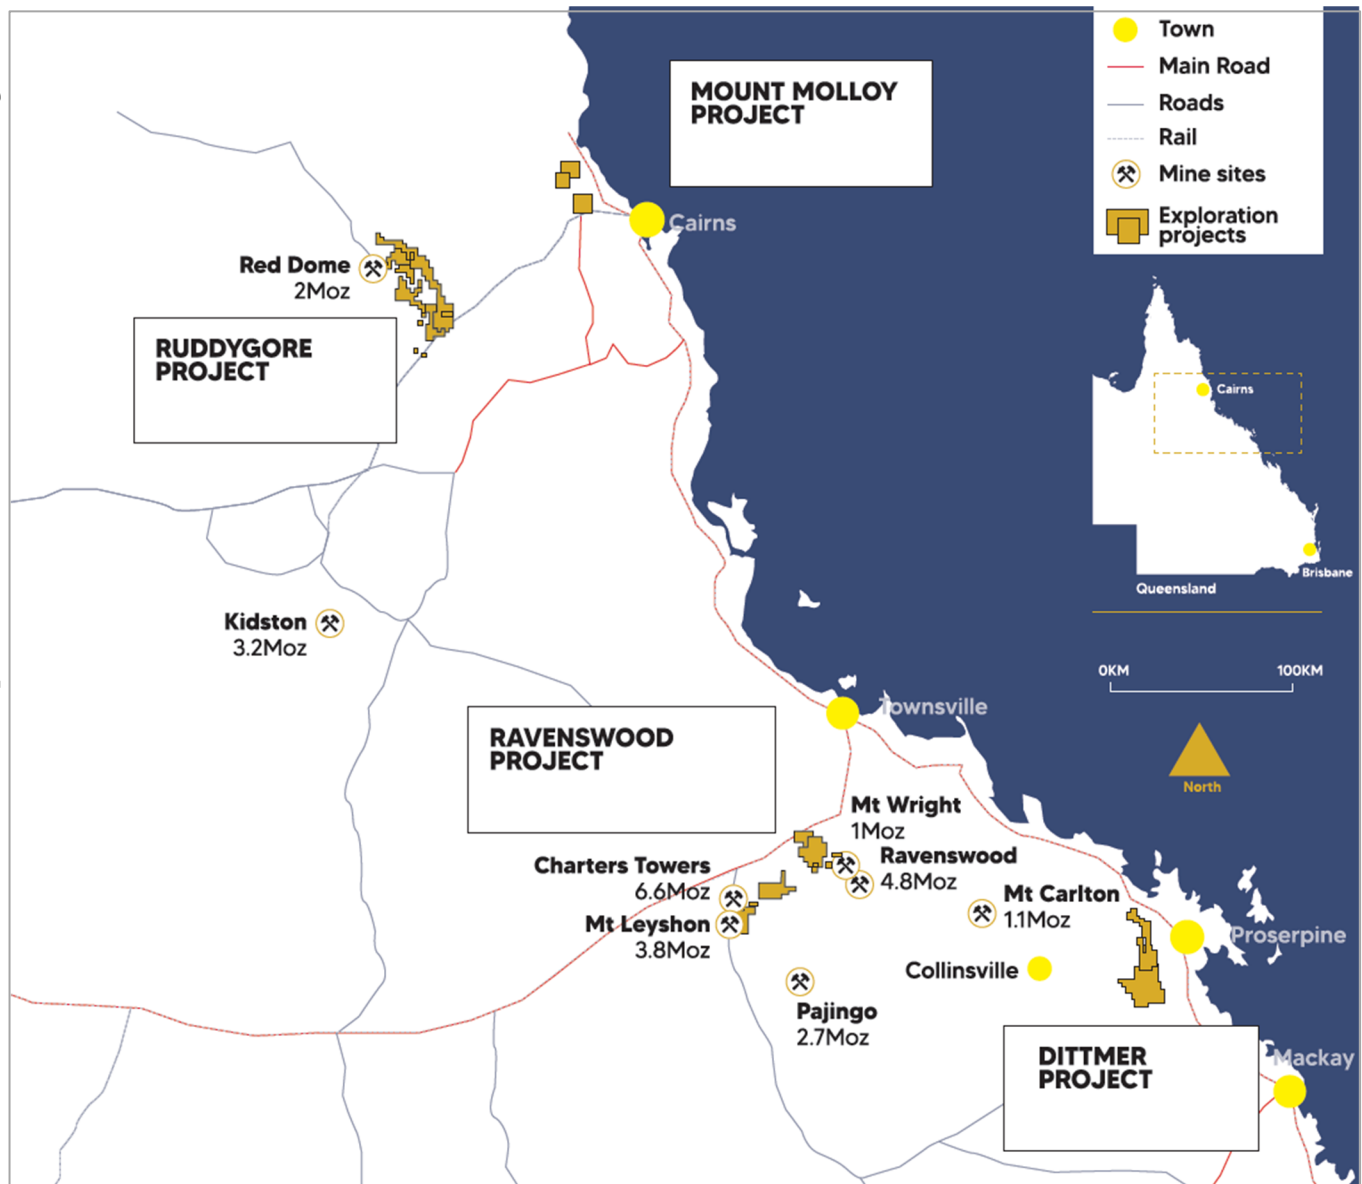 MOUNT MOLLOY
PROJECT
Town
Main Road
Roads
Rail
Mine sites
Exploration
projects
Cairns
Red Dome
2Moz
RUDDYGORE
PROJECT
Cairns
Brisbane
Queensland
Kidston
3.2Moz
0KM
100KM
North
Townsville
RAVENSWOOD
PROJECT
Mt Wright
1Moz
Ravenswood
4.8Moz
Charters Towers
6.6Moz
Mt Leyshon
3.8Moz
Mt Carlton
1.1Moz
Proserpine
Collinsville
Pajingo
2.7Moz
DITTMER
PROJECT
Mackay